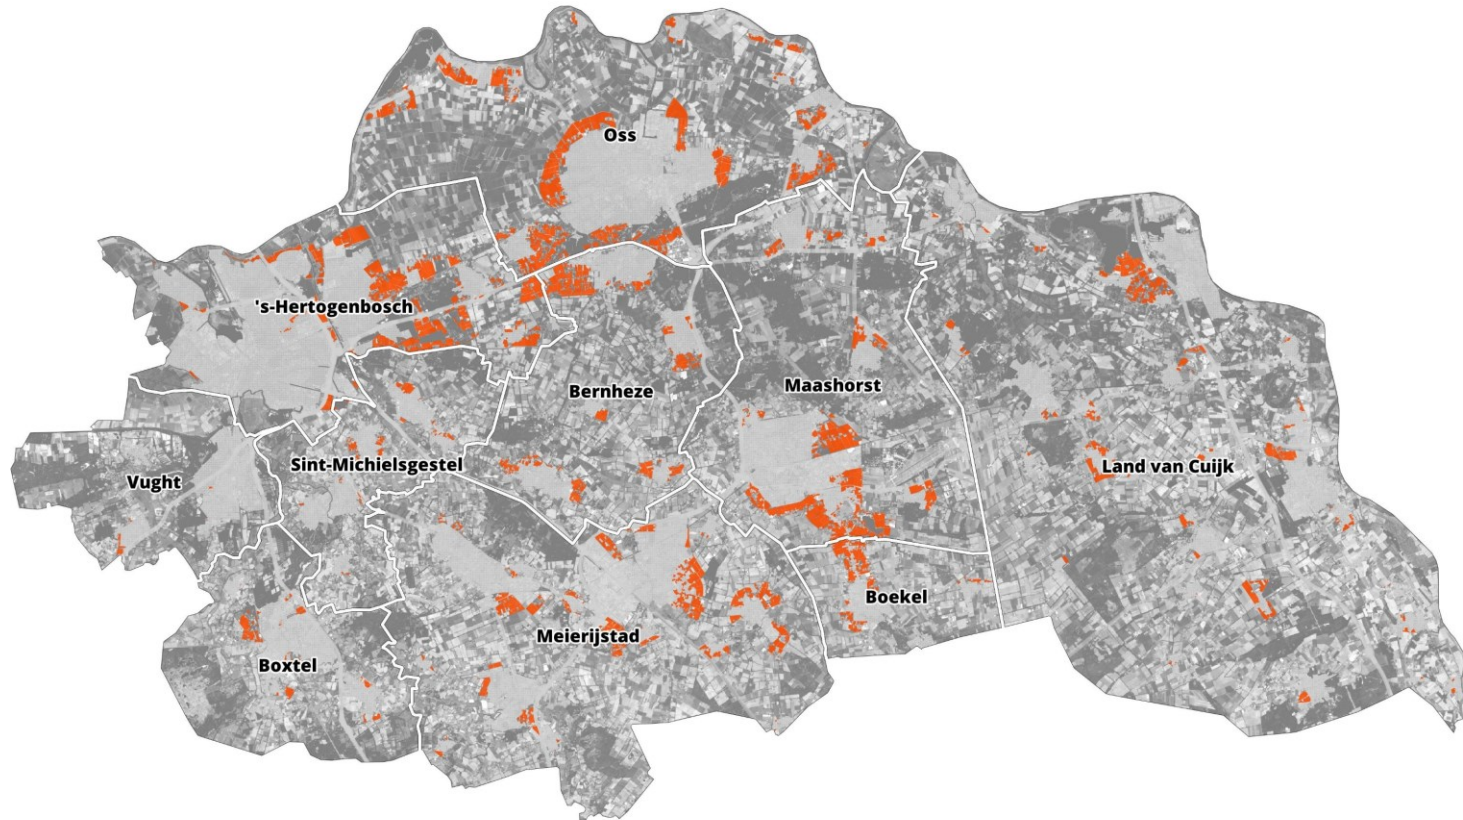 Oss
's-Hertogenbosch
Bernheze
Maashorst
Sint-Michielsgestel
Land van Cuijk
Vught
Boekel
Meierijstad
Boxtel